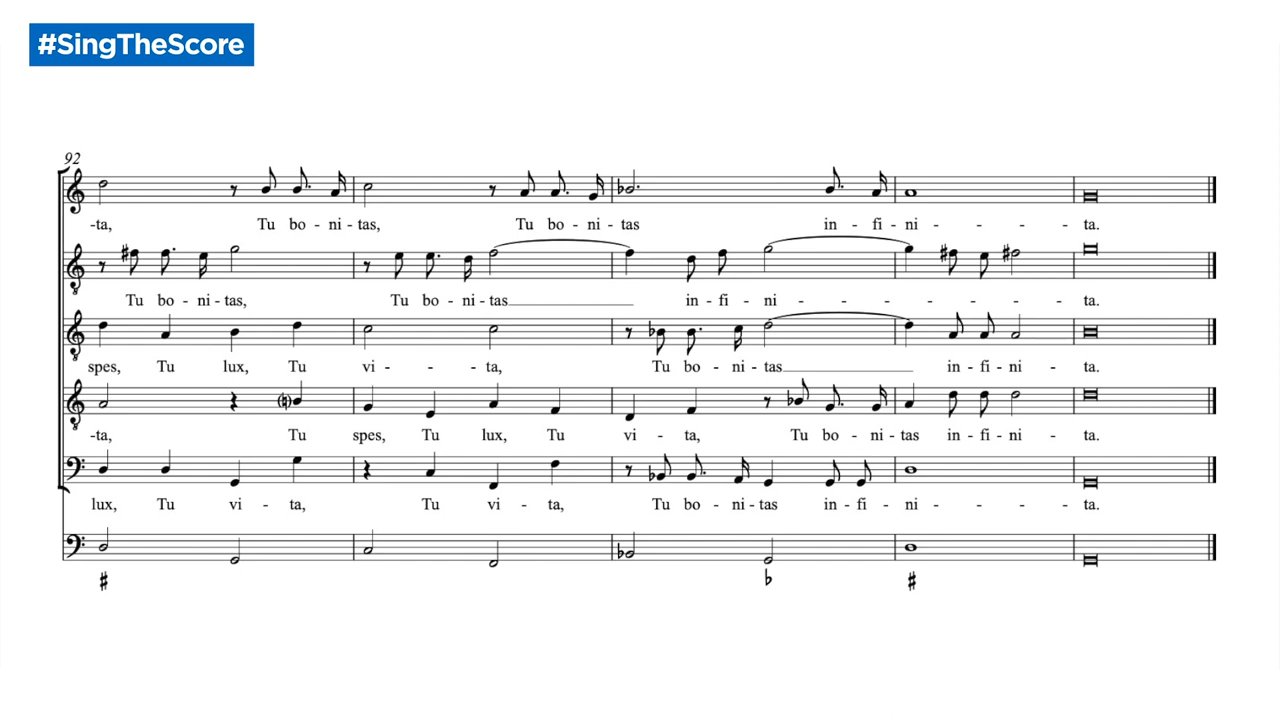 #SingTheScore
92
-ta, Tu bo - ni - tas, Tu bo - ni - tas in - fi - ni - - - ta.
Tu bo - ni - tas, Tu bo - ni - tas in - fi - ni - - - - - - - ta.
spes, Tu lux, Tu vi - - ta, Tu bo - ni - tas in - fi - ni - ta.
-ta, Tu spes, Tu lux, Tu vi - ta, Tu bo - ni - tas in - fi - ni - ta.
lux, Tu vi - ta, Tu vi - ta, Tu bo - ni - tas in - fi - ni - - - ta.